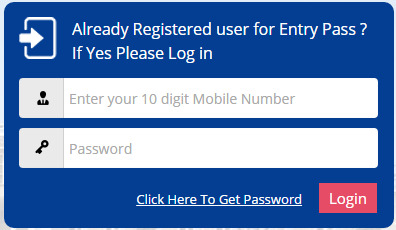 Already Registered user for Entry Pass ?
If Yes Please Log in
Enter your 10 digit Mobile Number
Password
Click Here To Get Password Login